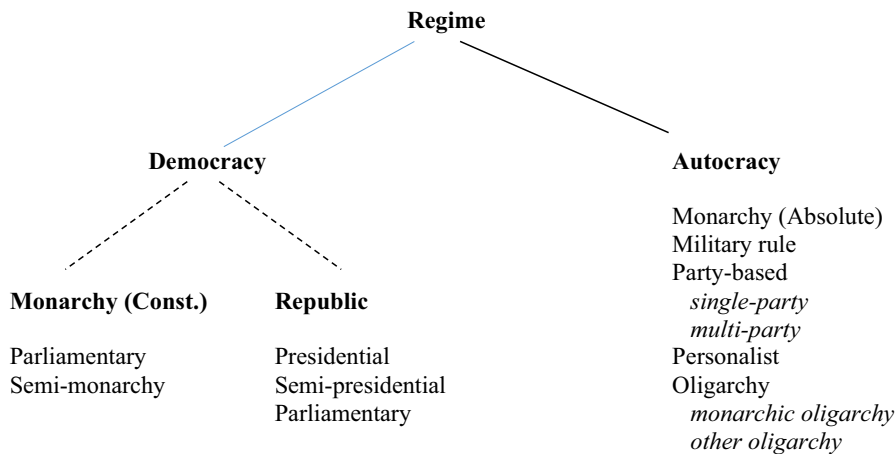 Regime
Democracy
Autocracy
Monarchy (Const.)
Parliamentary
Semi-monarchy
Republic
Presidential
Semi-presidential
Parliamentary
Monarchy (Absolute)
Military rule
Party-based
single-party
multi-party
Personalist
Oligarchy
monarchic oligarchy
other oligarchy